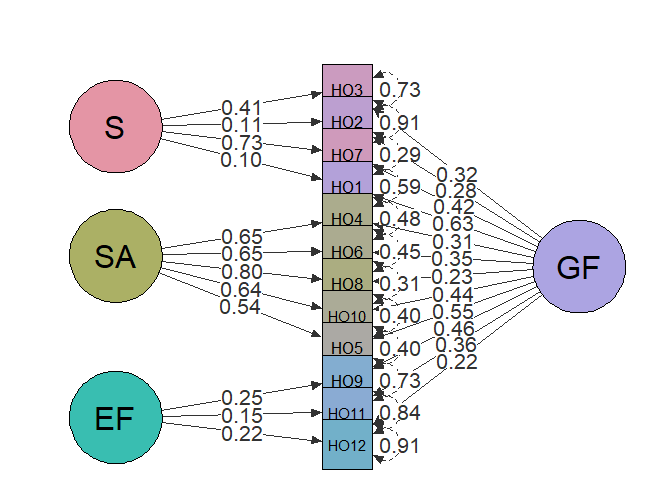 S
SA
EF
0.41
0.11
0.73
0.10
0.65
0.65
0.80
0.64
0.54
0.25
0.15
0.22
HO3
HO2
HO7
HO1
HO4
HO6
HO8
HO10
HO5
HO9
HO11
HO12
0.73
0.91
0.29
0.59
0.48
0.45
0.31
0.40
0.40
0.73
0.84
0.91
0.32
0.28
0.42
0.63
0.31
0.35
0.23
0.44
0.55
0.46
0.36
0.22
GF